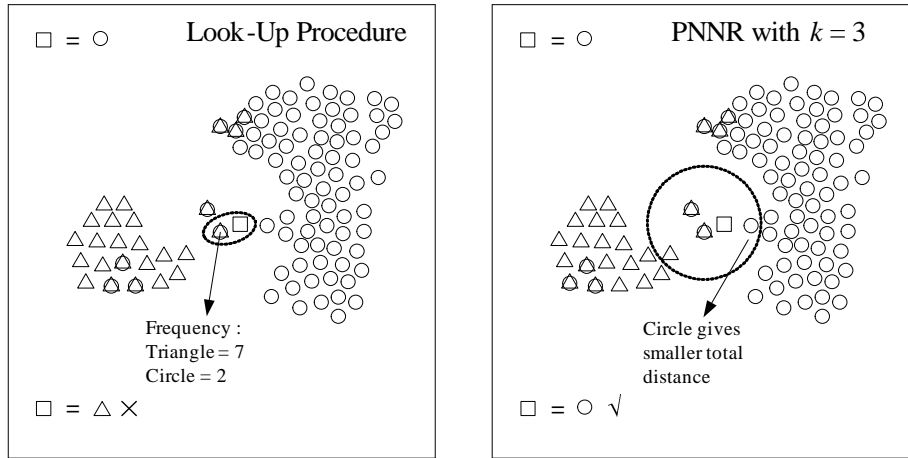 □ = ○ Look-Up Procedure
Frequency :
Triangle = 7
Circle = 2
□ = △ ×
□ = ○ PNNR with k = 3
Circle gives
smaller total
distance
□ = ○ √